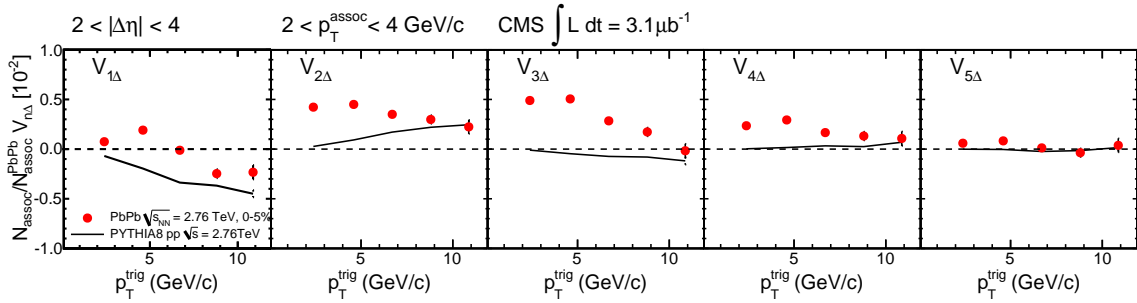 2 < |Δη| < 4
2 < p_T^assoc < 4 GeV/c
CMS ∫ L dt = 3.1μb⁻¹
N_assoc/N_assoc^PbPb V_nΔ [10⁻²]
1.0
0.5
0.0
-0.5
-1.0
V_1Δ
V_2Δ
V_3Δ
V_4Δ
V_5Δ
PbPb √s_NN = 2.76 TeV, 0-5%
PYTHIA8 pp √s = 2.76TeV
5 10
5 10
5 10
5 10
5 10
p_T^trig (GeV/c)
p_T^trig (GeV/c)
p_T^trig (GeV/c)
p_T^trig (GeV/c)
p_T^trig (GeV/c)